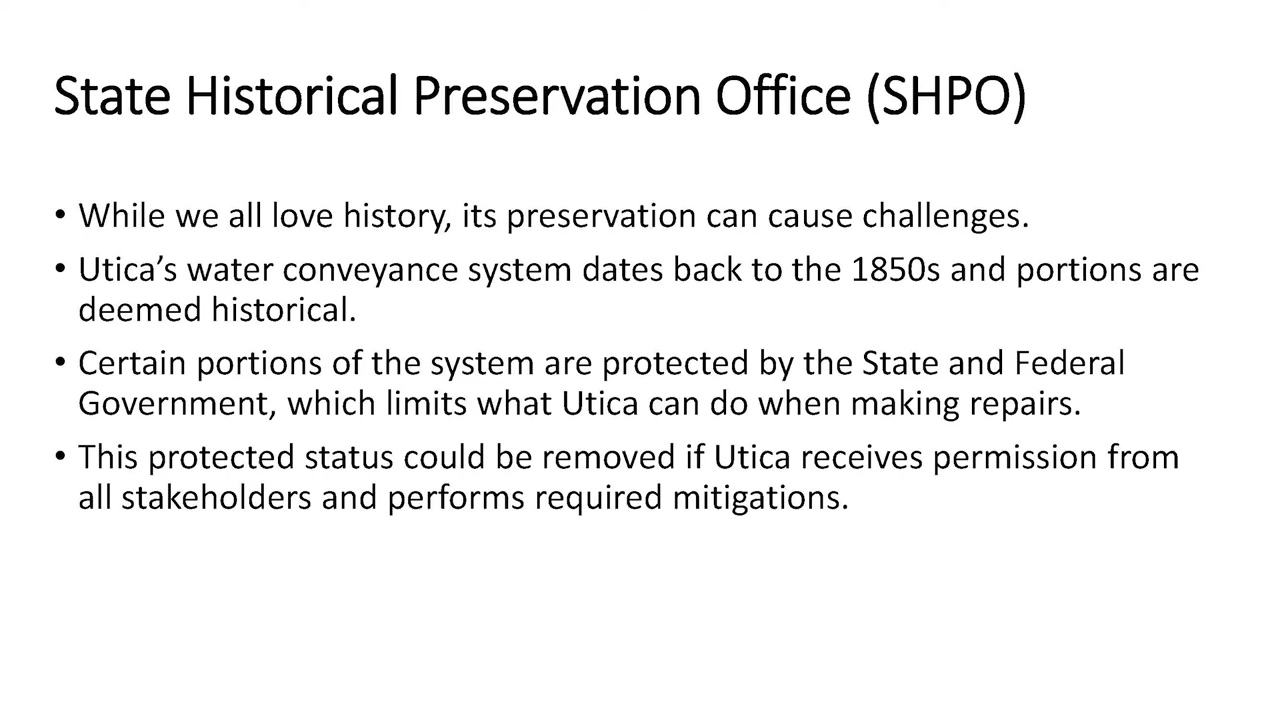 State Historical Preservation Office (SHPO)
• While we all love history, its preservation can cause challenges.
• Utica’s water conveyance system dates back to the 1850s and portions are
deemed historical.
• Certain portions of the system are protected by the State and Federal
Government, which limits what Utica can do when making repairs.
• This protected status could be removed if Utica receives permission from
all stakeholders and performs required mitigations.